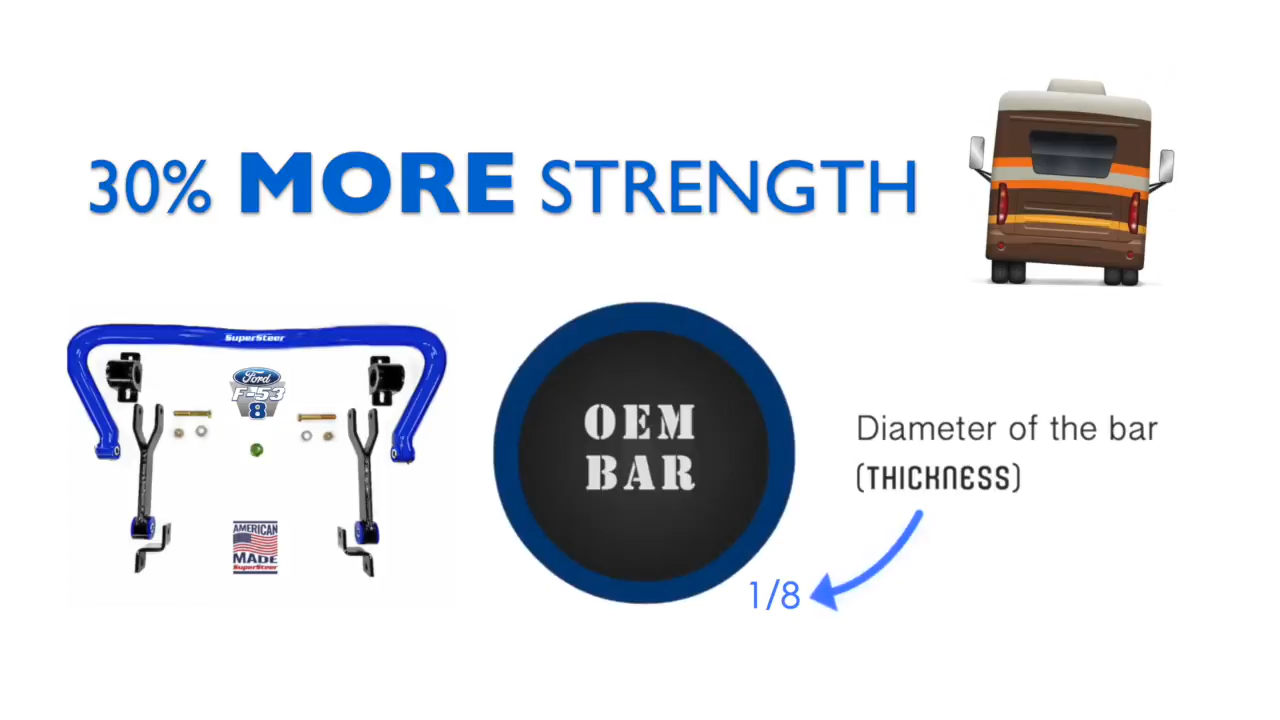 30% MORE STRENGTH
SuperSteer
Ford
F-53
8
AMERICAN
MADE
SuperSteer
OEM
BAR
Diameter of the bar
(THICKNESS)
1/8